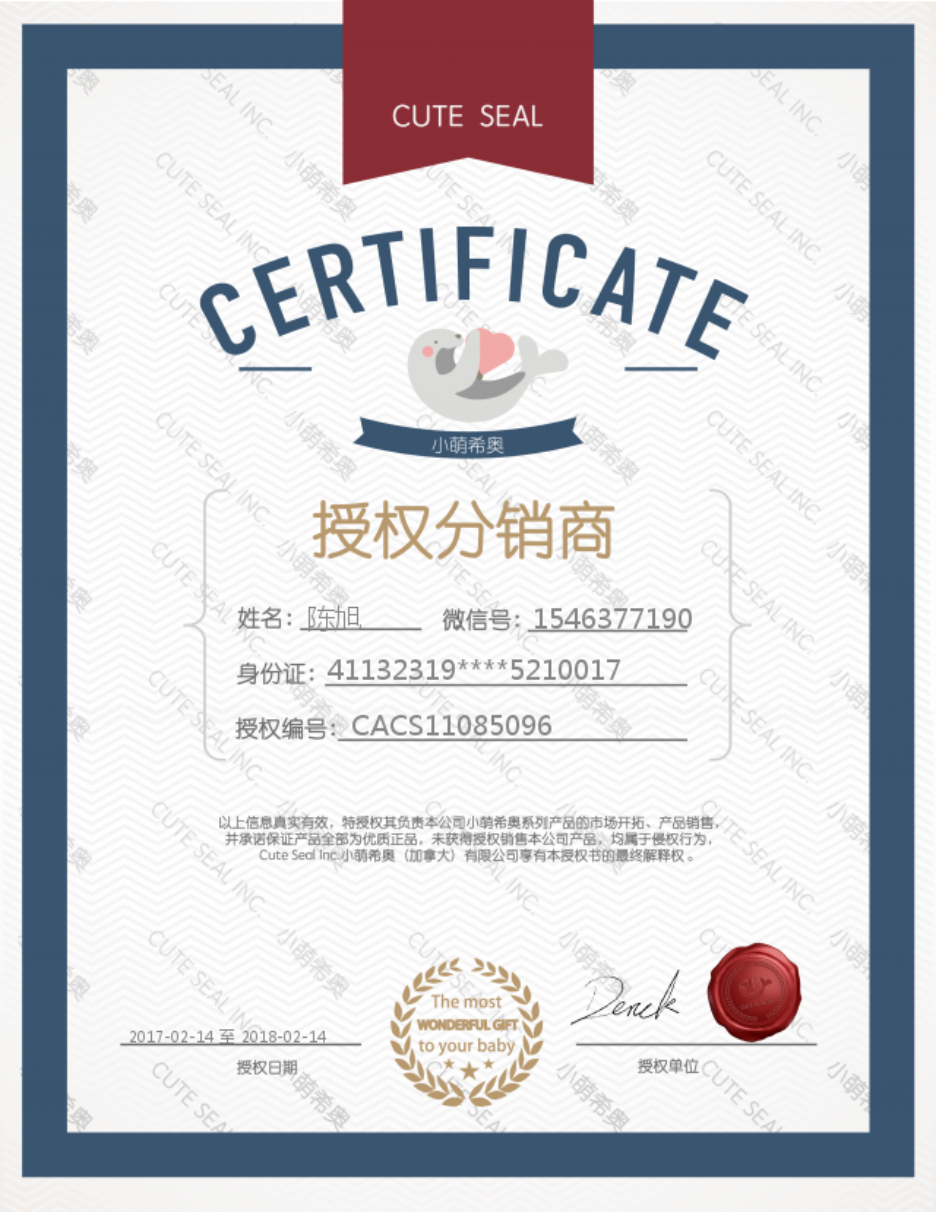 CUTE SEAL
CERTIFICATE
小萌希奥
授权分销商
姓名：陈旭 微信号：1546377190
身份证：41132319****5210017
授权编号：CACS11085096
以上信息真实有效，特授权其负责本公司小萌希奥系列产品的市场开拓、产品销售，
并承诺保证产品全部为优质正品，未获得授权销售本公司产品，均属于侵权行为，
Cute Seal Inc.小萌希奥（加拿大）有限公司享有本授权书的最终解释权。
The most
WONDERFUL GIFT
to your baby
Derek
2017-02-14 至 2018-02-14
授权日期
授权单位
CUTE SEAL INC.
小萌希奥